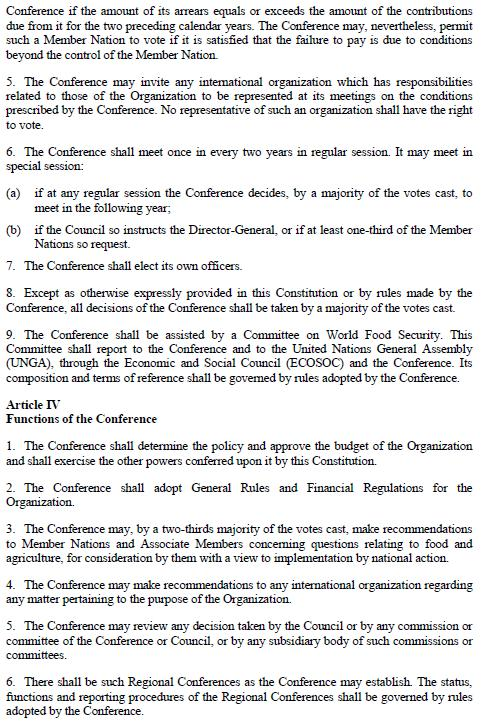 Conference if the amount of its arrears equals or exceeds the amount of the contributions
due from it for the two preceding calendar years. The Conference may, nevertheless, permit
such a Member Nation to vote if it is satisfied that the failure to pay is due to conditions
beyond the control of the Member Nation.
5. The Conference may invite any international organization which has responsibilities
related to those of the Organization to be represented at its meetings on the conditions
prescribed by the Conference. No representative of such an organization shall have the right
to vote.
6. The Conference shall meet once in every two years in regular session. It may meet in
special session:
(a) if at any regular session the Conference decides, by a majority of the votes cast, to
meet in the following year;
(b) if the Council so instructs the Director-General, or if at least one-third of the Member
Nations so request.
7. The Conference shall elect its own officers.
8. Except as otherwise expressly provided in this Constitution or by rules made by the
Conference, all decisions of the Conference shall be taken by a majority of the votes cast.
9. The Conference shall be assisted by a Committee on World Food Security. This
Committee shall report to the Conference and to the United Nations General Assembly
(UNGA), through the Economic and Social Council (ECOSOC) and the Conference. Its
composition and terms of reference shall be governed by rules adopted by the Conference.
Article IV
Functions of the Conference
1. The Conference shall determine the policy and approve the budget of the Organization
and shall exercise the other powers conferred upon it by this Constitution.
2. The Conference shall adopt General Rules and Financial Regulations for the
Organization.
3. The Conference may, by a two-thirds majority of the votes cast, make recommendations
to Member Nations and Associate Members concerning questions relating to food and
agriculture, for consideration by them with a view to implementation by national action.
4. The Conference may make recommendations to any international organization regarding
any matter pertaining to the purpose of the Organization.
5. The Conference may review any decision taken by the Council or by any commission or
committee of the Conference or Council, or by any subsidiary body of such commissions or
committees.
6. There shall be such Regional Conferences as the Conference may establish. The status,
functions and reporting procedures of the Regional Conferences shall be governed by rules
adopted by the Conference.